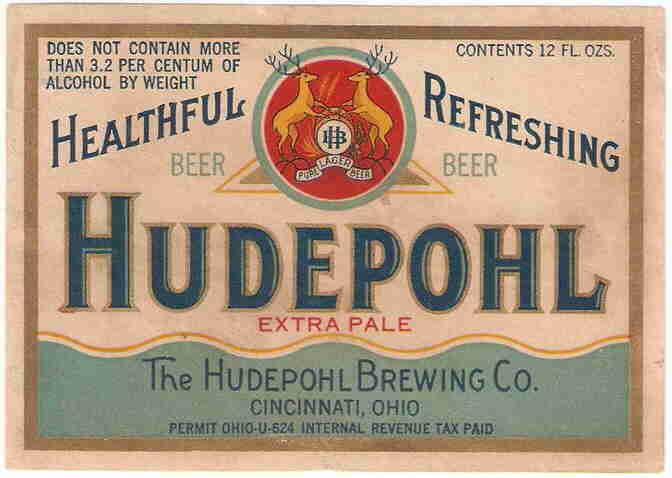 DOES NOT CONTAIN MORE
THAN 3.2 PER CENTUM OF
ALCOHOL BY WEIGHT
CONTENTS 12 FL. OZS.
HEALTHFUL
REFRESHING
BEER
BEER
HB
PURE LAGER BEER
HUDEPOHL
EXTRA PALE
The HUDEPOHL BREWING Co.
CINCINNATI, OHIO
PERMIT OHIO-U-624 INTERNAL REVENUE TAX PAID